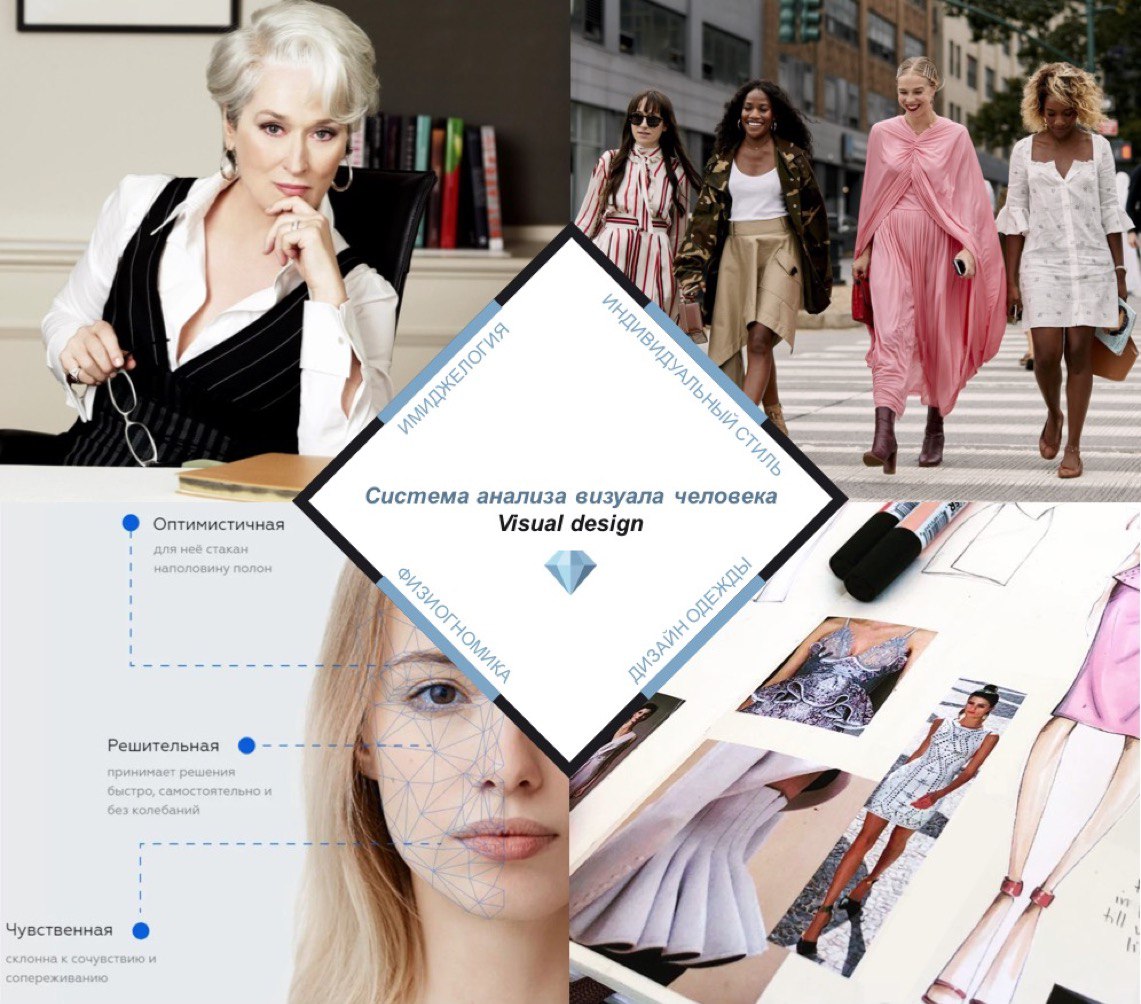 ИМИДЖЕЛОГИЯ
ИНДИВИДУАЛЬНЫЙ СТИЛЬ
Система анализа визуала человека
Visual design
ФИЗИОГНОМИКА
ДИЗАЙН ОДЕЖДЫ
Оптимистичная
для неё стакан
наполовину полон
Решительная
принимает решения
быстро, самостоятельно и
без колебаний
Чувственная
склонна к сочувствию и
сопереживанию